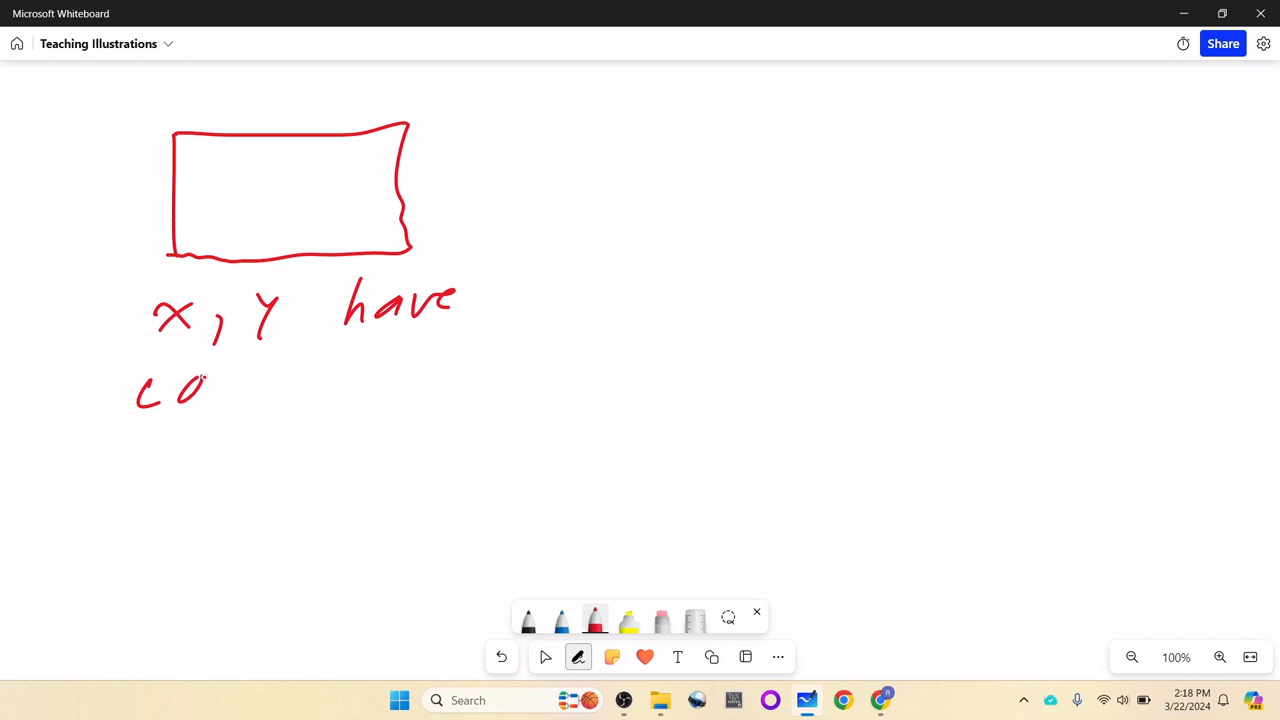 Microsoft Whiteboard
Teaching Illustrations
Share
x, y have
co
100%
Search
2:18 PM
3/22/2024